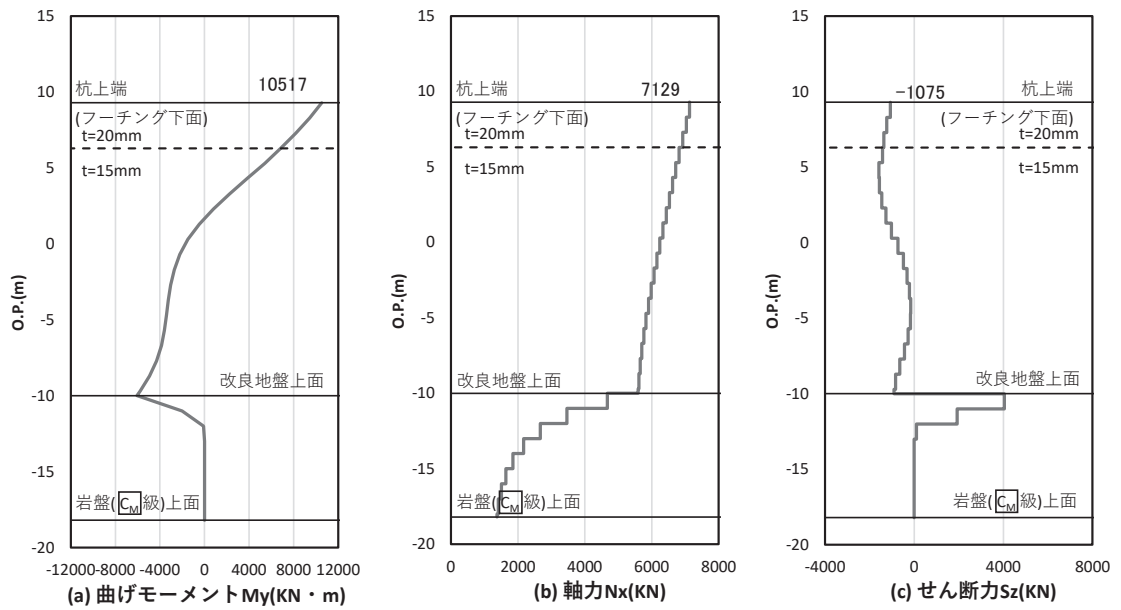 15
10
5
0
-5
-10
-15
-20
O.P.(m)
杭上端
10517
(フーチング下面)
t=20mm
t=15mm
改良地盤上面
岩盤(CM級)上面
-12000 -8000 -4000 0 4000 8000 12000
(a) 曲げモーメントMy(KN・m)
15
10
5
0
-5
-10
-15
-20
O.P.(m)
杭上端
7129
(フーチング下面)
t=20mm
t=15mm
改良地盤上面
岩盤(CM級)上面
0 2000 4000 6000 8000
(b) 軸力Nx(KN)
15
10
5
0
-5
-10
-15
-20
O.P.(m)
-1075
杭上端
(フーチング下面)
t=20mm
t=15mm
改良地盤上面
岩盤(CM級)上面
-4000 0 4000 8000
(c) せん断力Sz(KN)